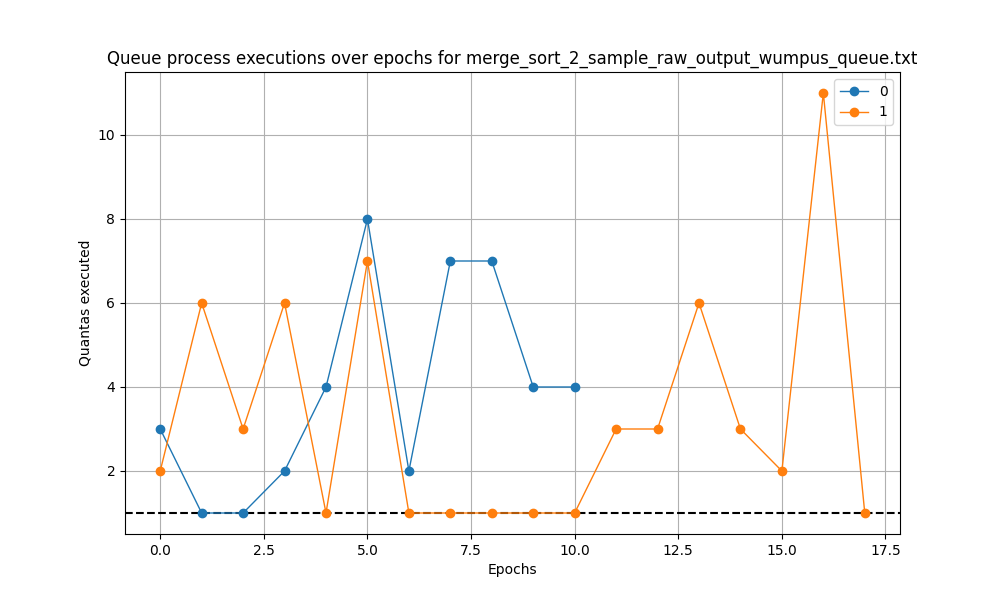 Queue process executions over epochs for merge_sort_2_sample_raw_output_wumpus_queue.txt
0
1
10
8
6
4
2
Quantas executed
0.0 2.5 5.0 7.5 10.0 12.5 15.0 17.5
Epochs